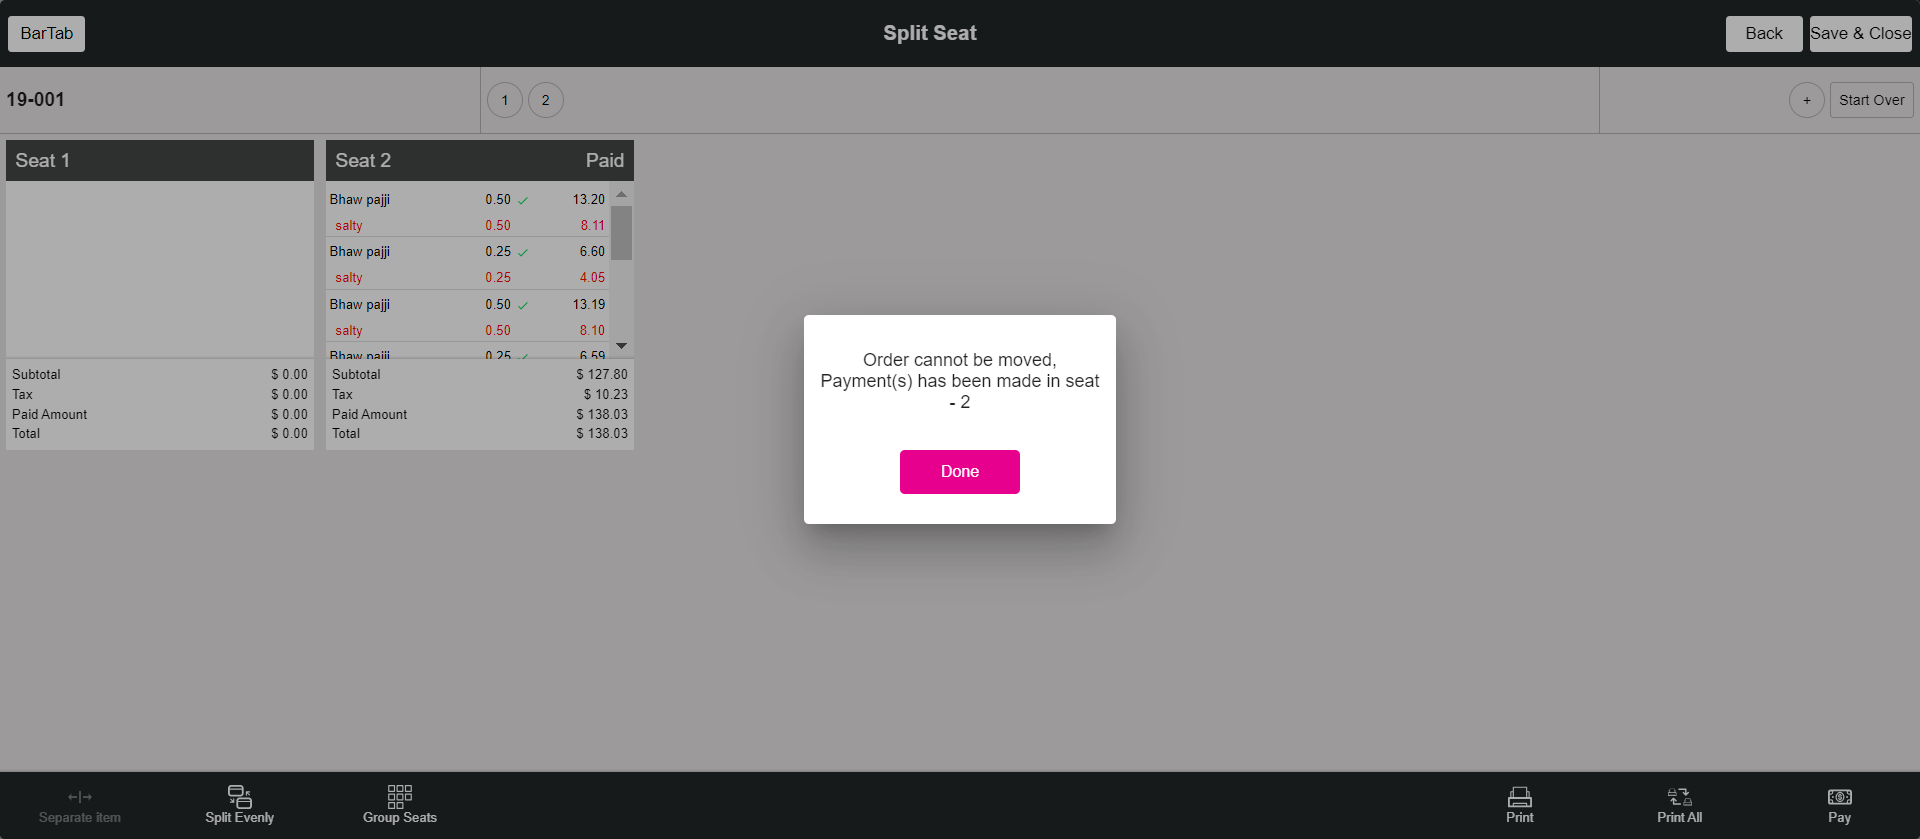 BarTab
Split Seat
Back
Save & Close
19-001
1
2
+
Start Over
Seat 1
Seat 2 Paid
Bhaw pajji 0.50 13.20
salty 0.50 8.11
Bhaw pajji 0.25 6.60
salty 0.25 4.05
Bhaw pajji 0.50 13.19
salty 0.50 8.10
Bhaw pajji 0.25 6.59
Subtotal $ 0.00
Tax $ 0.00
Paid Amount $ 0.00
Total $ 0.00
Subtotal $ 127.80
Tax $ 10.23
Paid Amount $ 138.03
Total $ 138.03
Order cannot be moved,
Payment(s) has been made in seat
- 2
Done
Separate item
Split Evenly
Group Seats
Print
Print All
Pay